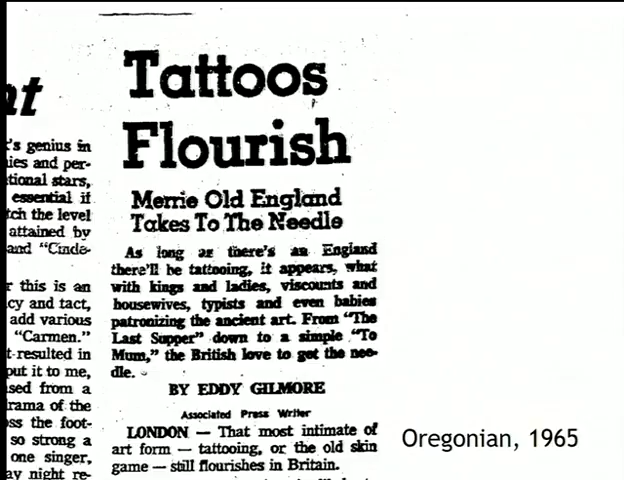 nt
's genius in
ies and per-
tional stars,
essential if
tch the level
attained by
and "Cinde-
r this is an
cy and tact,
add various
"Carmen."
t resulted in
put it to me,
sed from a
rama of the
ss the foot-
so strong a
one singer,
ay night re-
Tattoos
Flourish
Merrie Old England
Takes To The Needle
As long as there's an England
there'll be tattooing, it appears, what
with kings and ladies, viscounts and
housewives, typists and even babies
patronizing the ancient art. From "The
Last Supper" down to a simple "To
Mum," the British love to get the nee-
dle.
BY EDDY GILMORE
Associated Press Writer
LONDON — That most intimate of
art form — tattooing, or the old skin
game — still flourishes in Britain.
Oregonian, 1965